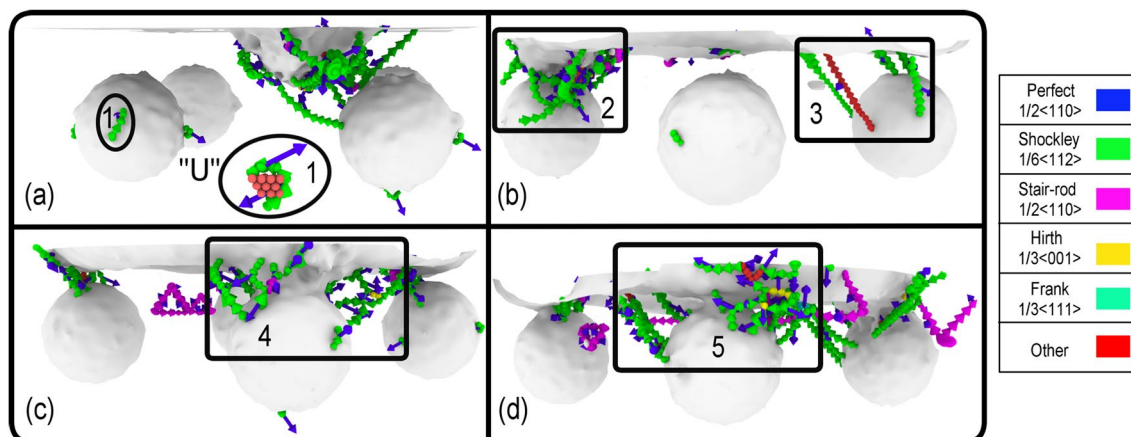 1
"U"
1
(a)
2
3
(b)
4
(c)
5
(d)
Perfect
1/2<110>
Shockley
1/6<112>
Stair-rod
1/2<110>
Hirth
1/3<001>
Frank
1/3<111>
Other